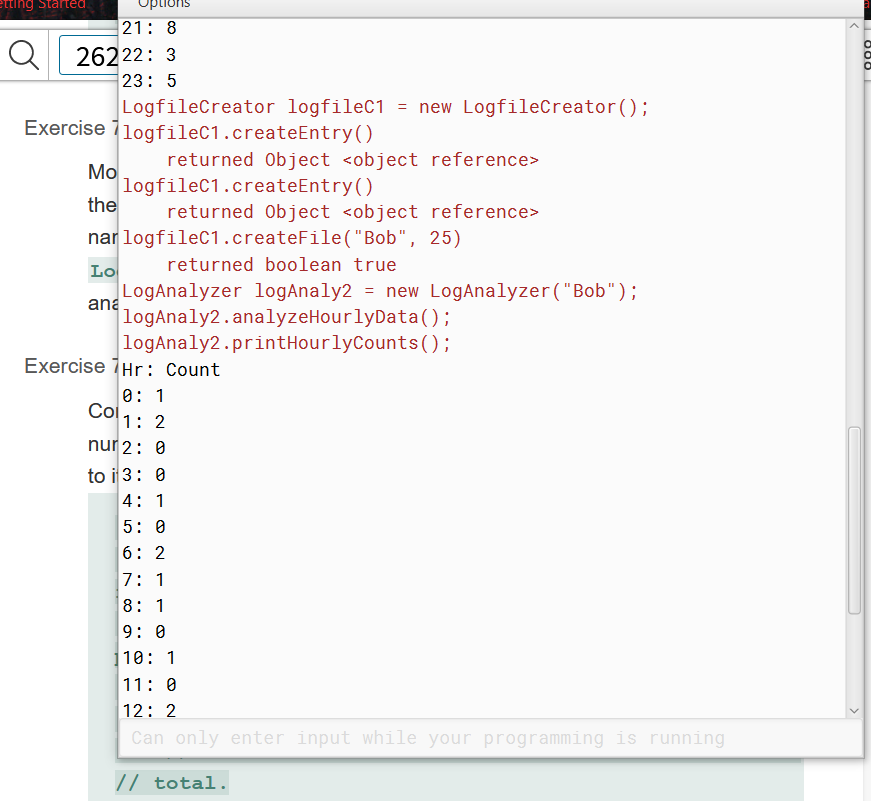 etting Started
Options
262
Exercise 7
Mo
the
nar
Lo
ana
Exercise 7
Co
nur
to i
21: 8
22: 3
23: 5
LogfileCreator logfileC1 = new LogfileCreator();
logfileC1.createEntry()
    returned Object <object reference>
logfileC1.createEntry()
    returned Object <object reference>
logfileC1.createFile("Bob", 25)
    returned boolean true
LogAnalyzer logAnaly2 = new LogAnalyzer("Bob");
logAnaly2.analyzeHourlyData();
logAnaly2.printHourlyCounts();
Hr: Count
0: 1
1: 2
2: 0
3: 0
4: 1
5: 0
6: 2
7: 1
8: 1
9: 0
10: 1
11: 0
12: 2
Can only enter input while your programming is running
// total.